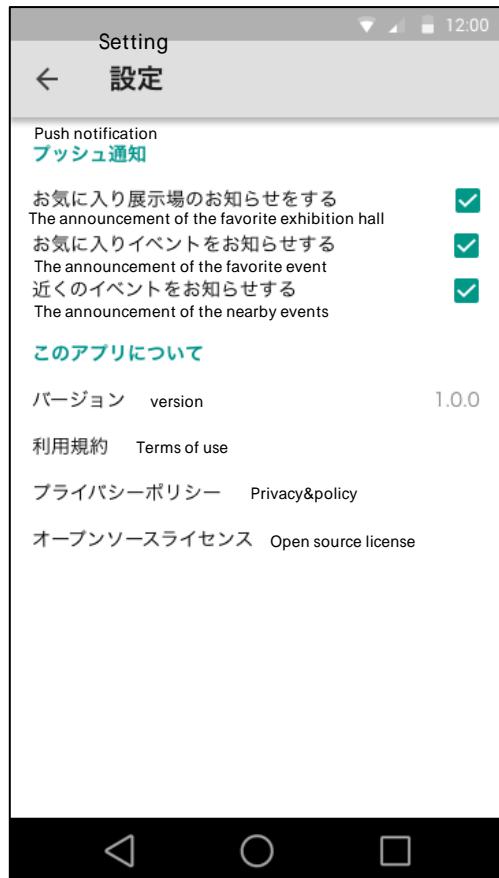 12:00
Setting
設定
Push notification
プッシュ通知
お気に入り展示場のお知らせをする
The announcement of the favorite exhibition hall
お気に入りイベントをお知らせする
The announcement of the favorite event
近くのイベントをお知らせする
The announcement of the nearby events
このアプリについて
バージョン version 1.0.0
利用規約 Terms of use
プライバシーポリシー Privacy&policy
オープンソースライセンス Open source license